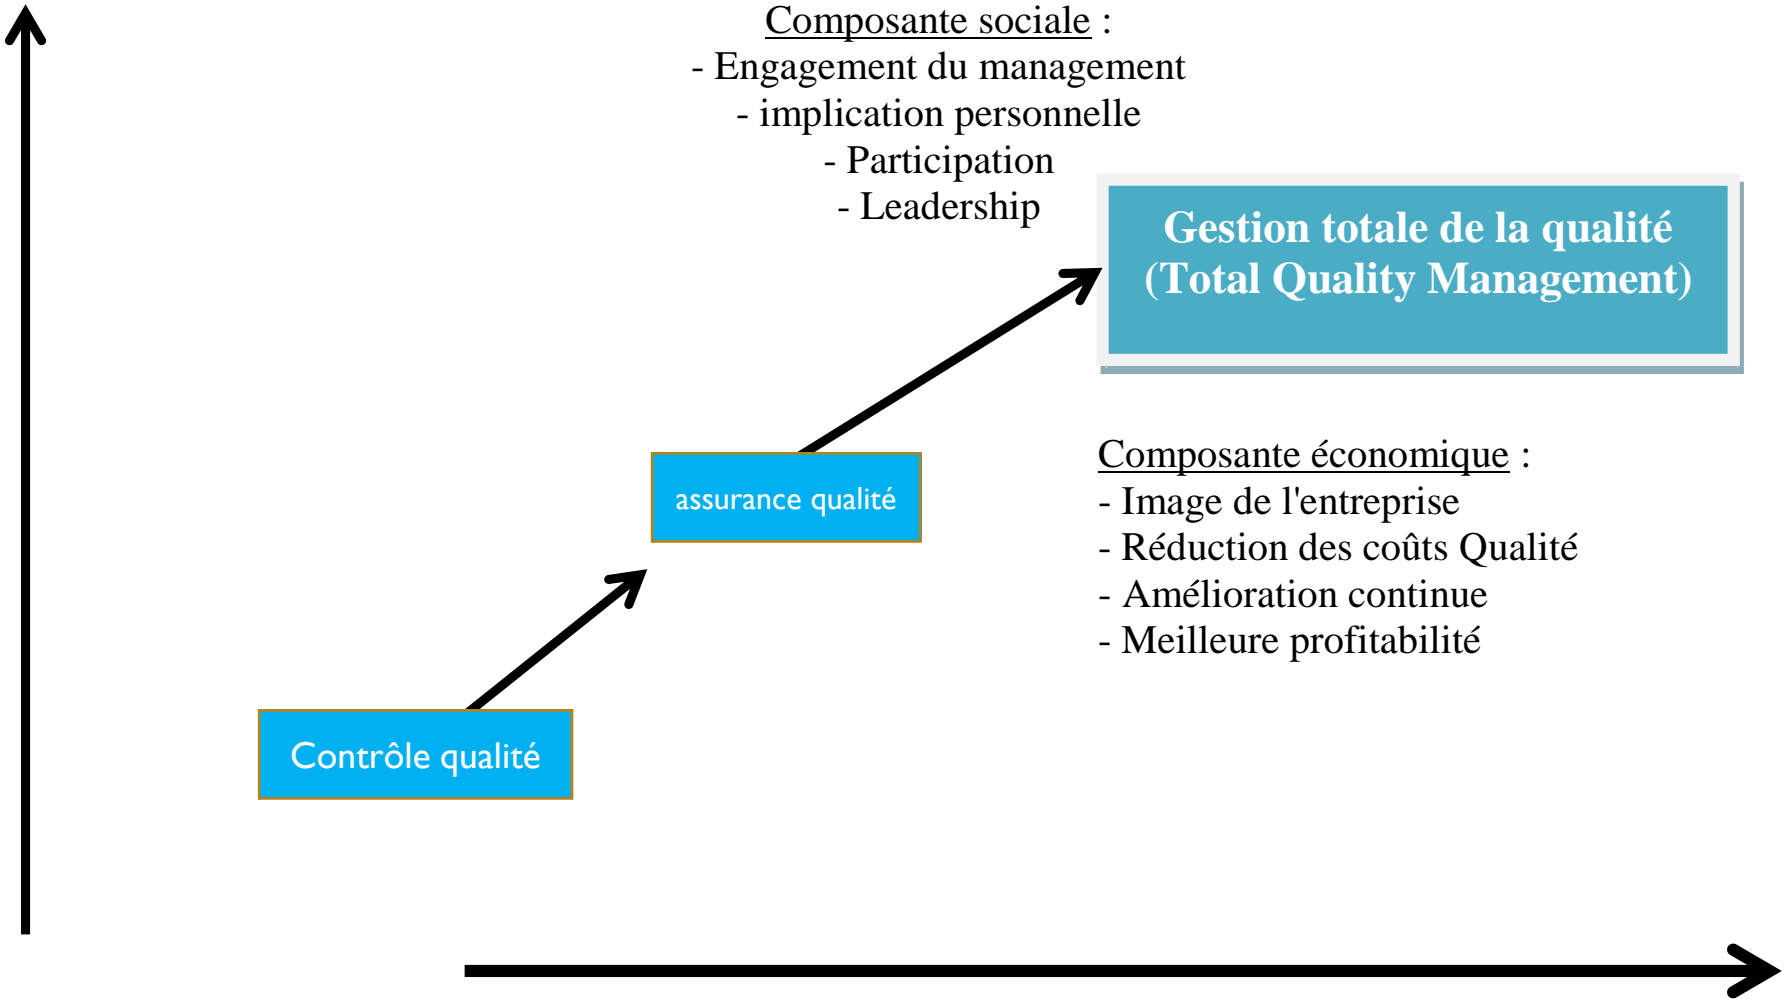 Composante sociale :
- Engagement du management
- implication personnelle
- Participation
- Leadership
Gestion totale de la qualité
(Total Quality Management)
assurance qualité
Composante économique :
- Image de l'entreprise
- Réduction des coûts Qualité
- Amélioration continue
- Meilleure profitabilité
Contrôle qualité